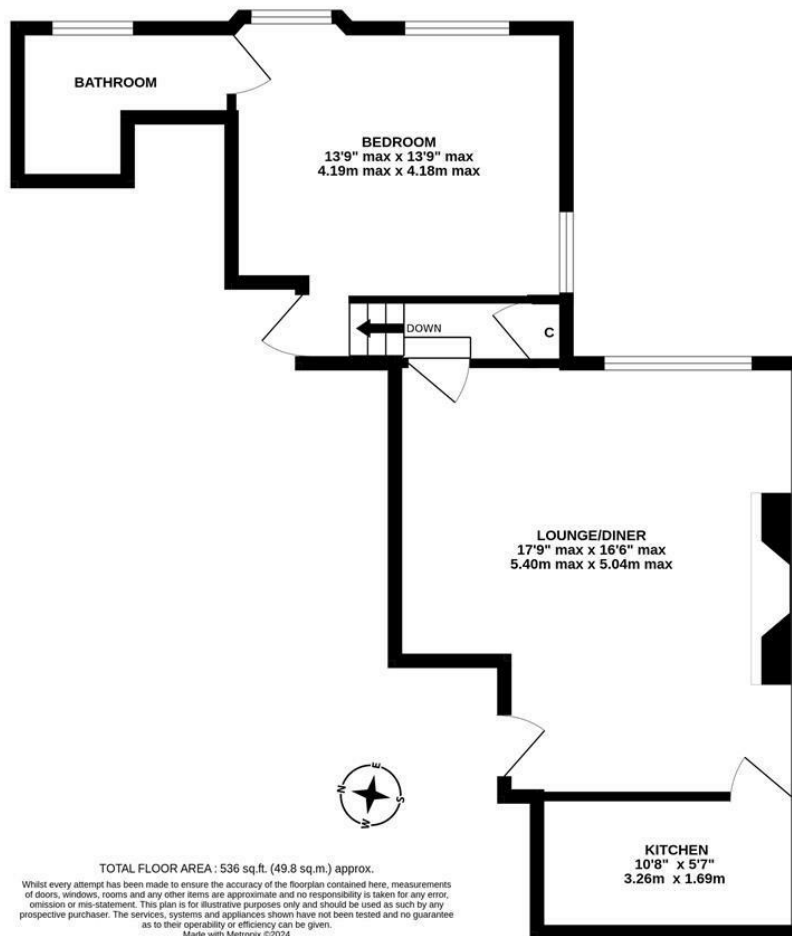 BATHROOM
BEDROOM
13'9" max x 13'9" max
4.19m max x 4.18m max
DOWN
C
LOUNGE/DINER
17'9" max x 16'6" max
5.40m max x 5.04m max
N
E
S
W
KITCHEN
10'8" x 5'7"
3.26m x 1.69m
TOTAL FLOOR AREA : 536 sq.ft. (49.8 sq.m.) approx.
Whilst every attempt has been made to ensure the accuracy of the floorplan contained here, measurements
of doors, windows, rooms and any other items are approximate and no responsibility is taken for any error,
omission or mis-statement. This plan is for illustrative purposes only and should be used as such by any
prospective purchaser. The services, systems and appliances shown have not been tested and no guarantee
as to their operability or efficiency can be given.
Made with Metropix ©2024